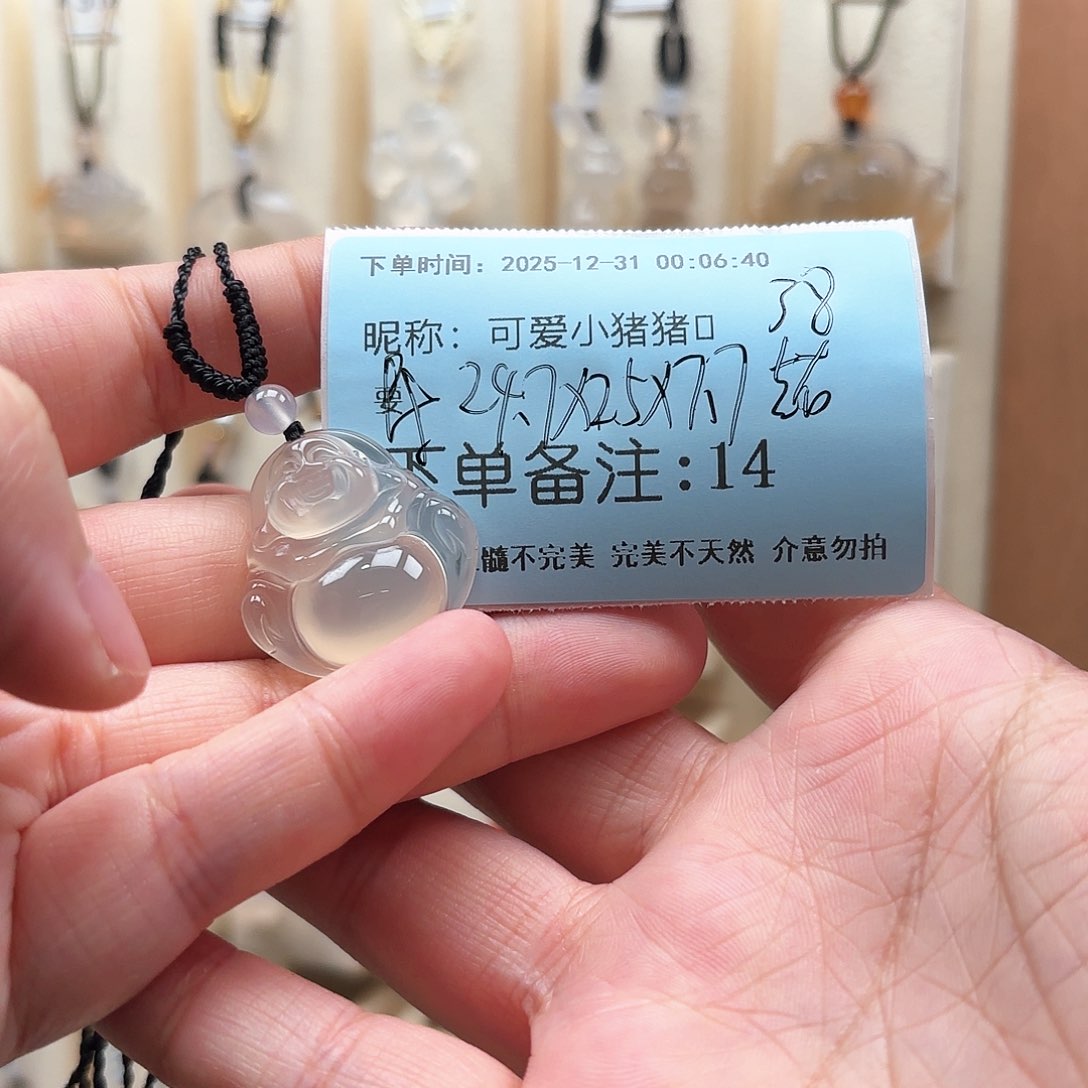 下单时间：2025-12-31 00:06:40
38
昵称：可爱小猪猪
要 24.7X25X7.7
下单备注:14
髓不完美 完美不天然 介意勿拍